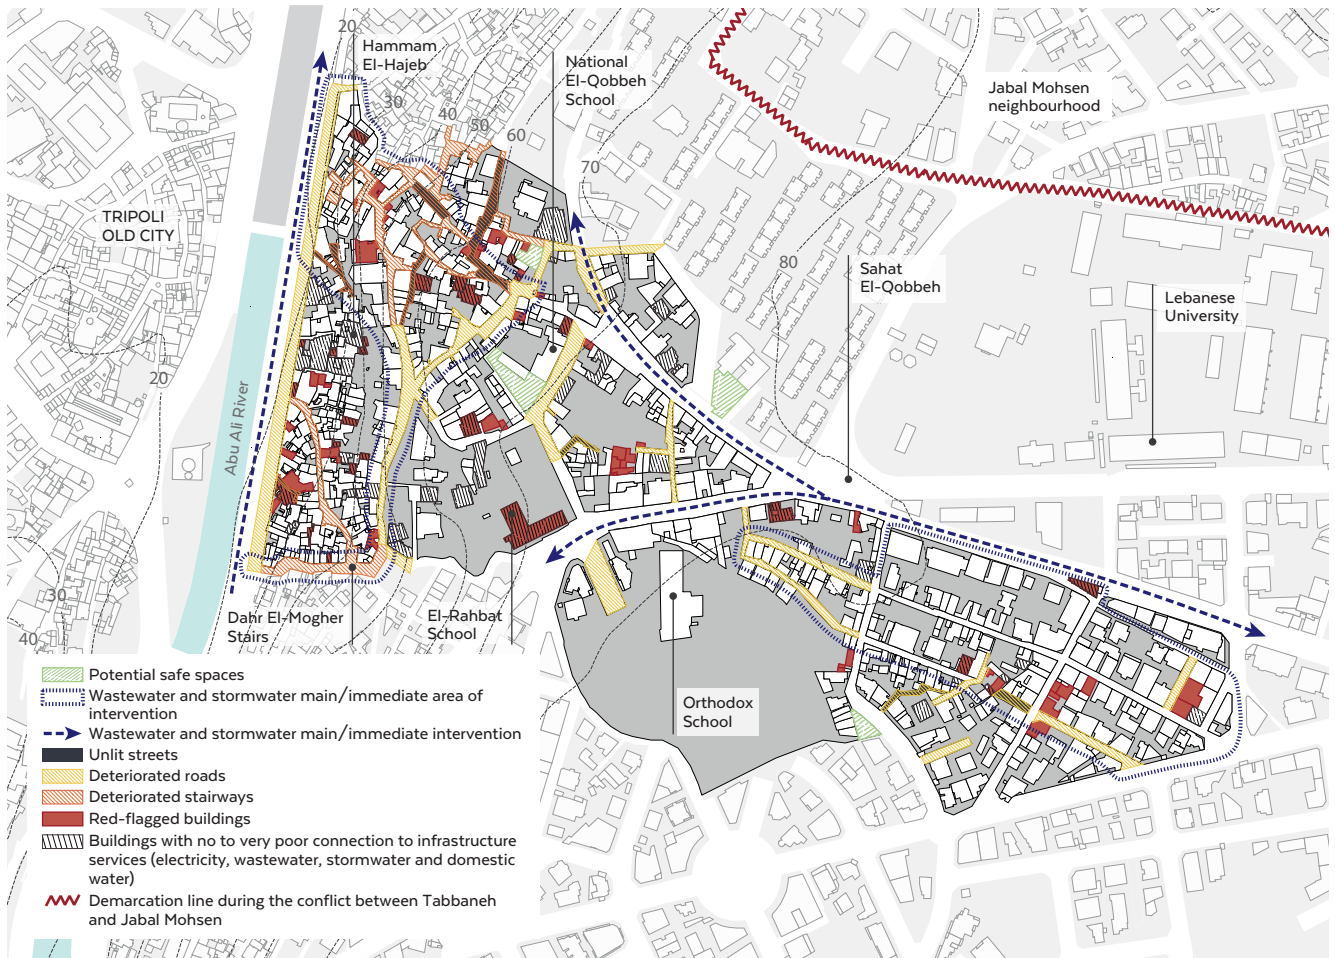 20
Hammam
El-Hajeb
National
El-Qobbeh
School
Jabal Mohsen
neighbourhood
30
40
50
60
70
TRIPOLI
OLD CITY
80
Sahat
El-Qobbeh
Lebanese
University
20
Abu Ali River
30
40
Dahr El-Mogher
Stairs
El-Rahbat
School
Orthodox
School
Potential safe spaces
Wastewater and stormwater main/immediate area of
intervention
Wastewater and stormwater main/immediate intervention
Unlit streets
Deteriorated roads
Deteriorated stairways
Red-flagged buildings
Buildings with no to very poor connection to infrastructure
services (electricity, wastewater, stormwater and domestic
water)
Demarcation line during the conflict between Tabbaneh
and Jabal Mohsen